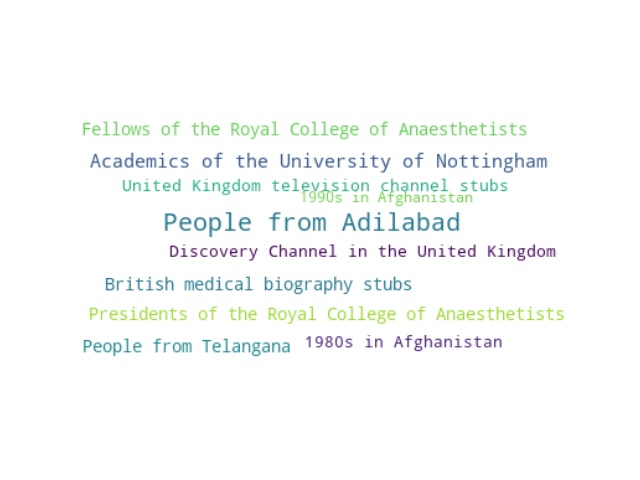 Fellows of the Royal College of Anaesthetists
Academics of the University of Nottingham
United Kingdom television channel stubs
1990s in Afghanistan
People from Adilabad
Discovery Channel in the United Kingdom
British medical biography stubs
Presidents of the Royal College of Anaesthetists
People from Telangana 1980s in Afghanistan